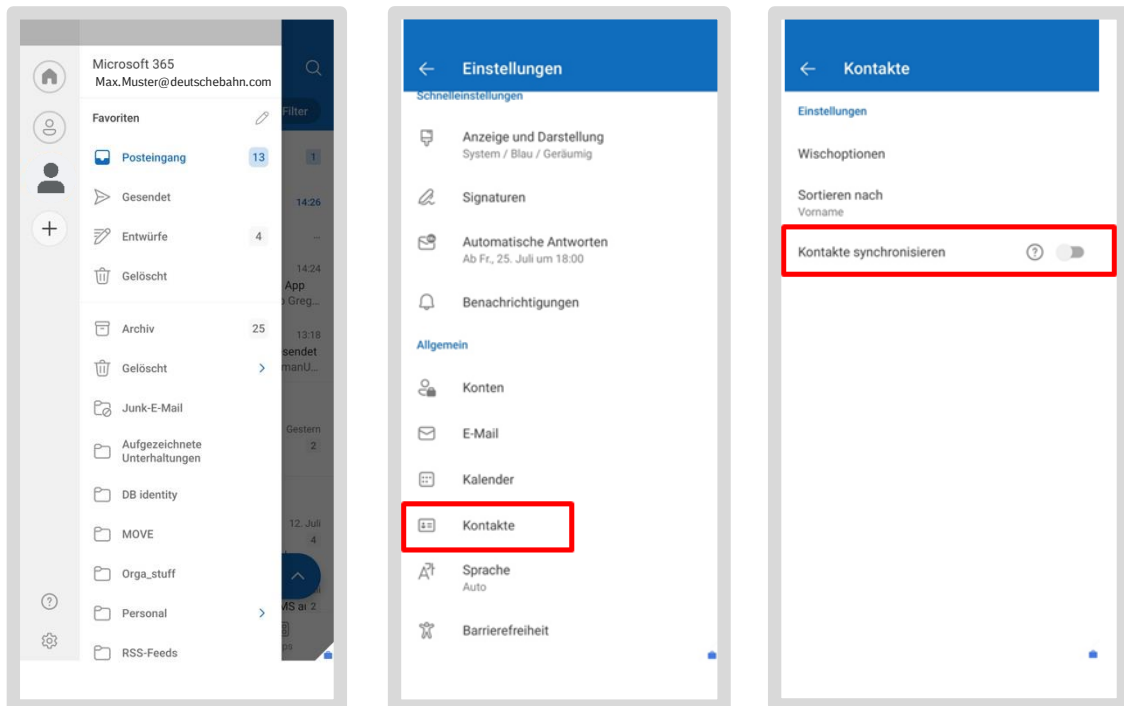 Microsoft 365
Max.Muster@deutschebahn.com
Filter
Favoriten
Posteingang 13
1
Gesendet
14:26
Entwürfe 4
Gelöscht
14:24
App
Greg...
Archiv 25
13:18
sendet
manU...
Gelöscht
Junk-E-Mail
Gestern
2
Aufgezeichnete
Unterhaltungen
DB identity
MOVE
12. Juli
4
Orga_stuff
Personal
2
RSS-Feeds
Einstellungen
Schnelleinstellungen
Anzeige und Darstellung
System / Blau / Geräumig
Signaturen
Automatische Antworten
Ab Fr., 25. Juli um 18:00
Benachrichtigungen
Allgemein
Konten
E-Mail
Kalender
Kontakte
Sprache
Auto
Barrierefreiheit
Kontakte
Einstellungen
Wischoptionen
Sortieren nach
Vorname
Kontakte synchronisieren